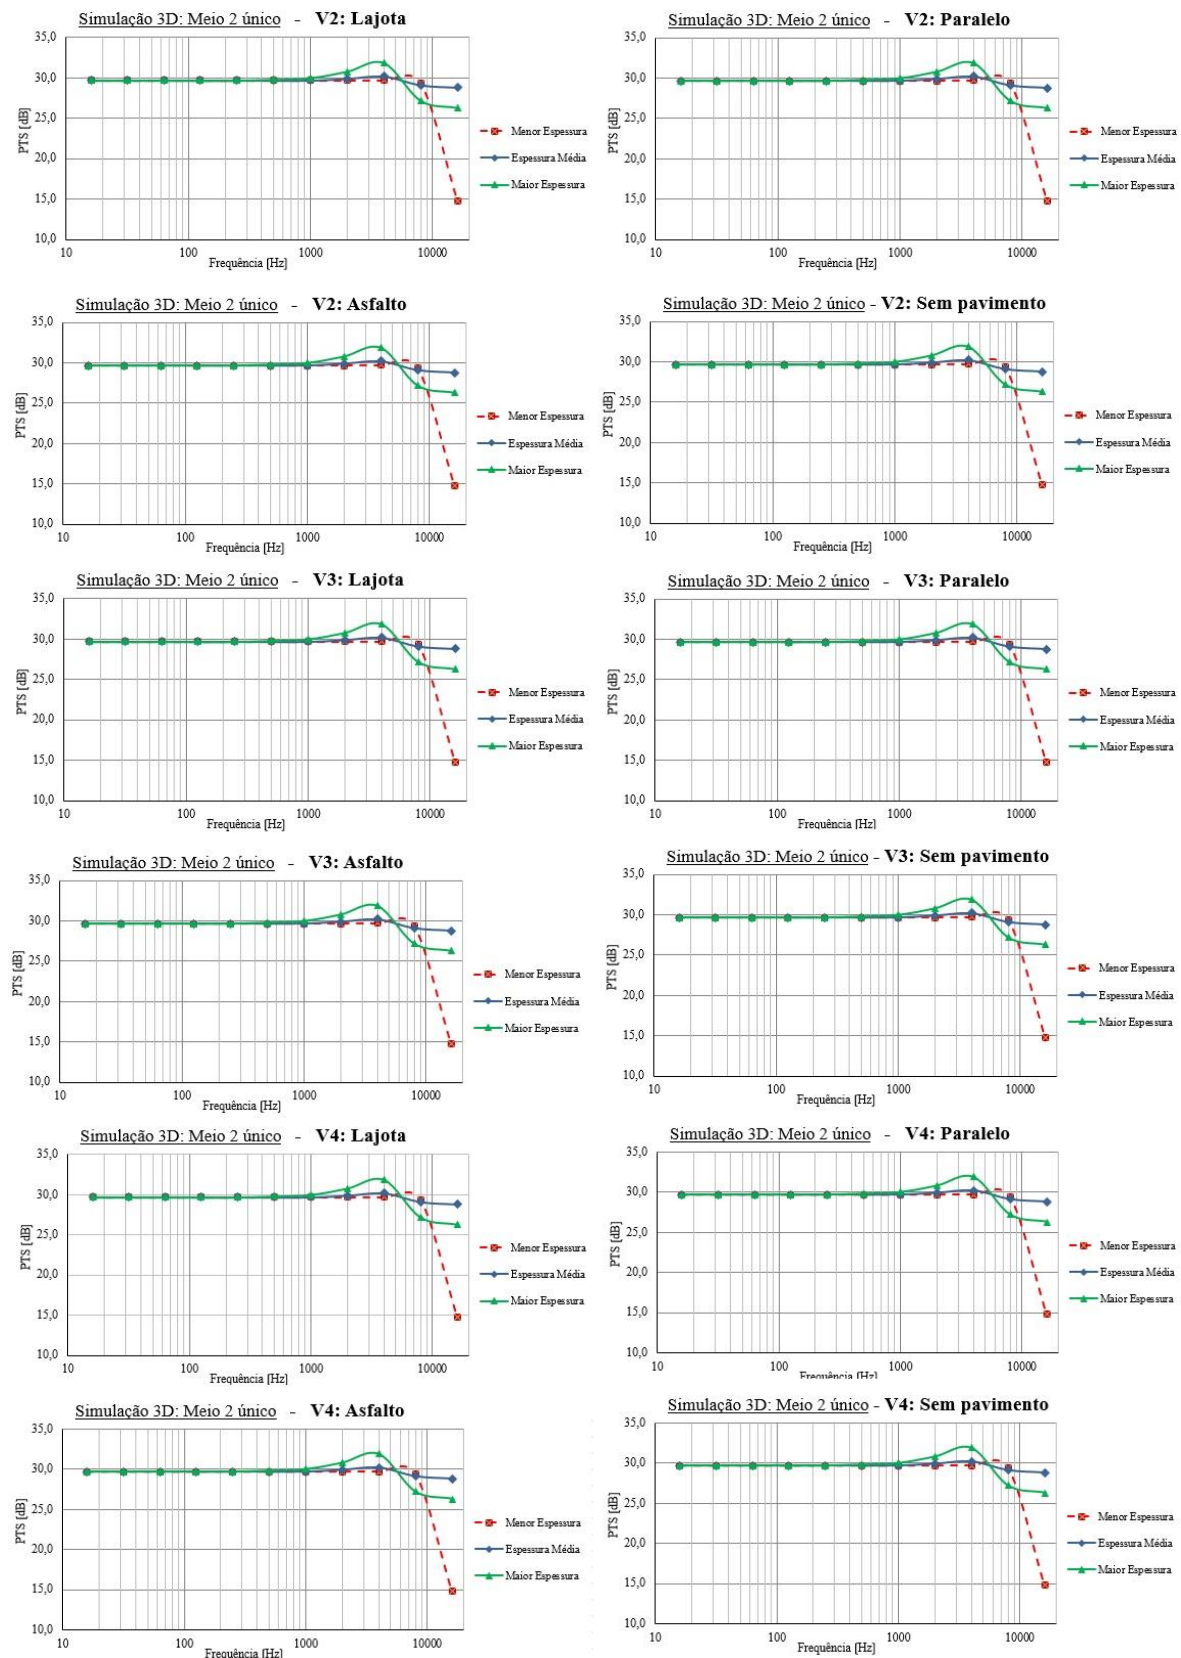 Simulação 3D: Meio 2 único - V2: Lajota
35,0
30,0
25,0
20,0
15,0
10,0
PTS [dB]
10 100 1000 10000
Frequência [Hz]
Menor Espessura
Espessura Média
Maior Espessura
Simulação 3D: Meio 2 único - V2: Paralelo
35,0
30,0
25,0
20,0
15,0
10,0
PTS [dB]
10 100 1000 10000
Frequência [Hz]
Menor Espessura
Espessura Média
Maior Espessura
Simulação 3D: Meio 2 único - V2: Asfalto
35,0
30,0
25,0
20,0
15,0
10,0
PTS [dB]
10 100 1000 10000
Frequência [Hz]
Menor Espessura
Espessura Média
Maior Espessura
Simulação 3D: Meio 2 único - V2: Sem pavimento
35,0
30,0
25,0
20,0
15,0
10,0
PTS [dB]
10 100 1000 10000
Frequência [Hz]
Menor Espessura
Espessura Média
Maior Espessura
Simulação 3D: Meio 2 único - V3: Lajota
35,0
30,0
25,0
20,0
15,0
10,0
PTS [dB]
10 100 1000 10000
Frequência [Hz]
Menor Espessura
Espessura Média
Maior Espessura
Simulação 3D: Meio 2 único - V3: Paralelo
35,0
30,0
25,0
20,0
15,0
10,0
PTS [dB]
10 100 1000 10000
Frequência [Hz]
Menor Espessura
Espessura Média
Maior Espessura
Simulação 3D: Meio 2 único - V3: Asfalto
35,0
30,0
25,0
20,0
15,0
10,0
PTS [dB]
10 100 1000 10000
Frequência [Hz]
Menor Espessura
Espessura Média
Maior Espessura
Simulação 3D: Meio 2 único - V3: Sem pavimento
35,0
30,0
25,0
20,0
15,0
10,0
PTS [dB]
10 100 1000 10000
Frequência [Hz]
Menor Espessura
Espessura Média
Maior Espessura
Simulação 3D: Meio 2 único - V4: Lajota
35,0
30,0
25,0
20,0
15,0
10,0
PTS [dB]
10 100 1000 10000
Frequência [Hz]
Menor Espessura
Espessura Média
Maior Espessura
Simulação 3D: Meio 2 único - V4: Paralelo
35,0
30,0
25,0
20,0
15,0
10,0
PTS [dB]
10 100 1000 10000
Frequência [Hz]
Menor Espessura
Espessura Média
Maior Espessura
Simulação 3D: Meio 2 único - V4: Asfalto
35,0
30,0
25,0
20,0
15,0
10,0
PTS [dB]
10 100 1000 10000
Frequência [Hz]
Menor Espessura
Espessura Média
Maior Espessura
Simulação 3D: Meio 2 único - V4: Sem pavimento
35,0
30,0
25,0
20,0
15,0
10,0
PTS [dB]
10 100 1000 10000
Frequência [Hz]
Menor Espessura
Espessura Média
Maior Espessura